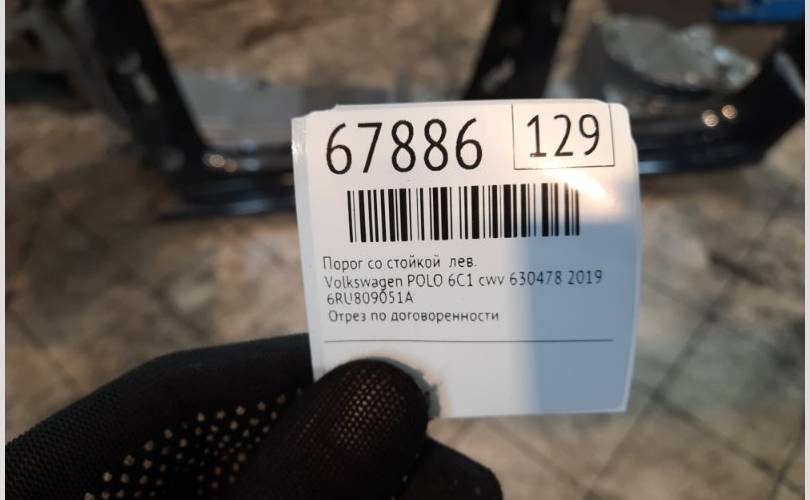 67886 129
Порог со стойкой лев.
Volkswagen POLO 6C1 cwv 630478 2019
6RU809051A
Отрез по договоренности